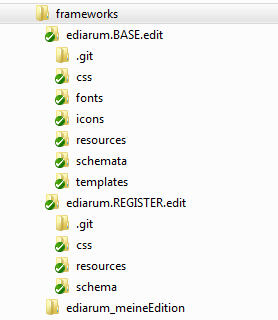 frameworks
ediarum.BASE.edit
.git
css
fonts
icons
resources
schemata
templates
ediarum.REGISTER.edit
.git
css
resources
schema
ediarum_meineEdition